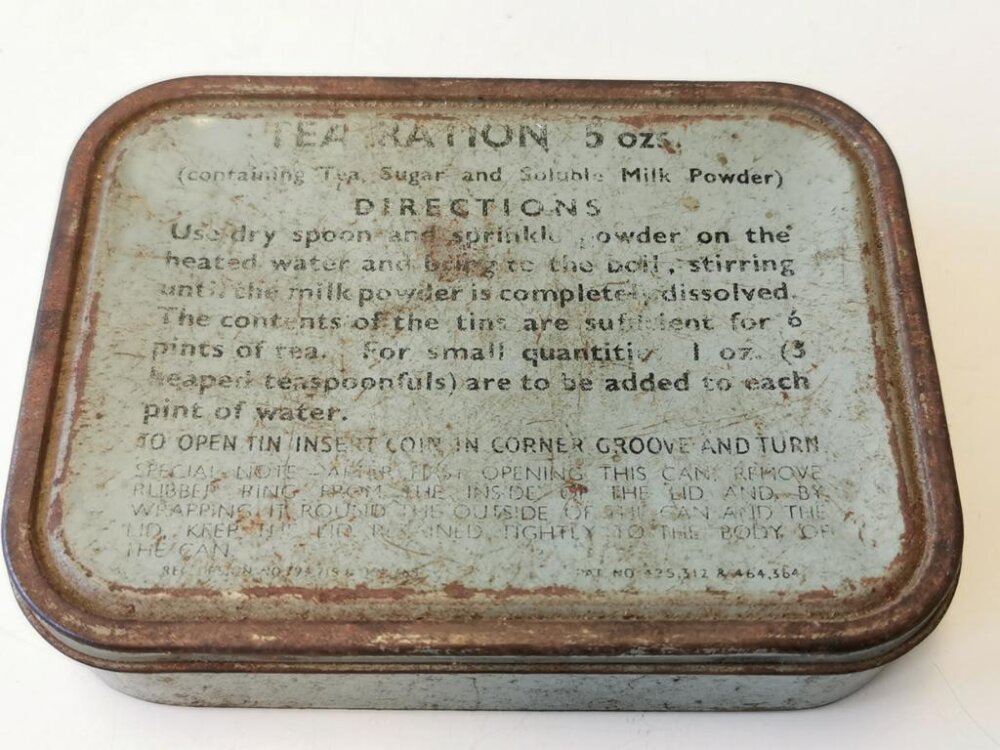 TEA RATION 5 ozs.
(containing Tea, Sugar and Soluble Milk Powder)
DIRECTIONS
Use dry spoon and sprinkle powder on the
heated water and bring to the boil, stirring
until the milk powder is completely dissolved.
The contents of the tins are sufficient for 6
pints of tea. For small quantities 1 oz. (3
heaped teaspoonfuls) are to be added to each
pint of water.
TO OPEN TIN INSERT COIN IN CORNER GROOVE AND TURN
SPECIAL NOTE - AFTER FIRST OPENING THIS CAN, REMOVE
RUBBER RING FROM THE INSIDE OF THE LID AND, BY
WRAPPING IT ROUND THE OUTSIDE OF THE CAN AND THE
LID, KEEP THE LID RETAINED TIGHTLY TO THE BODY OF
THE CAN.
REG. DESIGN NO. PAT. NO. 425,312 & 464,364